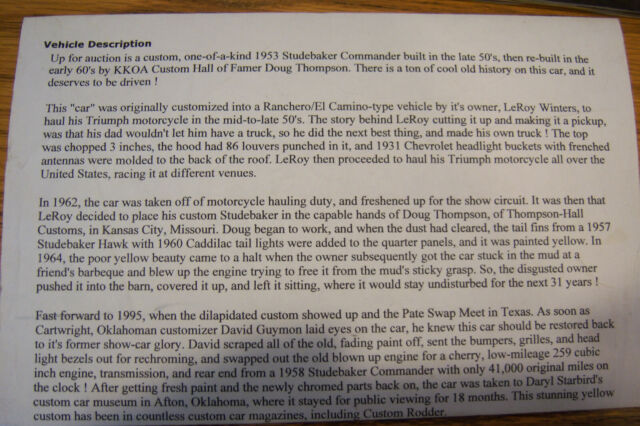 Vehicle Description
Up for auction is a custom, one-of-a-kind 1953 Studebaker Commander built in the late 50's, then re-built in the
early 60's by KKOA Custom Hall of Famer Doug Thompson. There is a ton of cool old history on this car, and it
deserves to be driven !
This "car" was originally customized into a Ranchero/El Camino-type vehicle by it's owner, LeRoy Winters, to
haul his Triumph motorcycle in the mid-to-late 50's. The story behind LeRoy cutting it up and making it a pickup,
was that his dad wouldn't let him have a truck, so he did the next best thing, and made his own truck ! The top
was chopped 3 inches, the hood had 86 louvers punched in it, and 1931 Chevrolet headlight buckets with frenched
antennas were molded to the back of the roof. LeRoy then proceeded to haul his Triumph motorcycle all over the
United States, racing it at different venues.
In 1962, the car was taken off of motorcycle hauling duty, and freshened up for the show circuit. It was then that
LeRoy decided to place his custom Studebaker in the capable hands of Doug Thompson, of Thompson-Hall
Customs, in Kansas City, Missouri. Doug began to work, and when the dust had cleared, the tail fins from a 1957
Studebaker Hawk with 1960 Caddilac tail lights were added to the quarter panels, and it was painted yellow. In
1964, the poor yellow beauty came to a halt when the owner subsequently got the car stuck in the mud at a
friend's barbeque and blew up the engine trying to free it from the mud's sticky grasp. So, the disgusted owner
pushed it into the barn, covered it up, and left it sitting, where it would stay undisturbed for the next 31 years !
Fast forward to 1995, when the dilapidated custom showed up and the Pate Swap Meet in Texas. As soon as
Cartwright, Oklahoman customizer David Guymon laid eyes on the car, he knew this car should be restored back
to it's former show-car glory. David scraped all of the old, fading paint off, sent the bumpers, grilles, and head
light bezels out for rechroming, and swapped out the old blown up engine for a cherry, low-mileage 259 cubic
inch engine, transmission, and rear end from a 1958 Studebaker Commander with only 41,000 original miles on
the clock ! After getting fresh paint and the newly chromed parts back on, the car was taken to Daryl Starbird's
custom car museum in Afton, Oklahoma, where it stayed for public viewing for 18 months. This stunning yellow
custom has been in countless custom car magazines, including Custom Rodder.